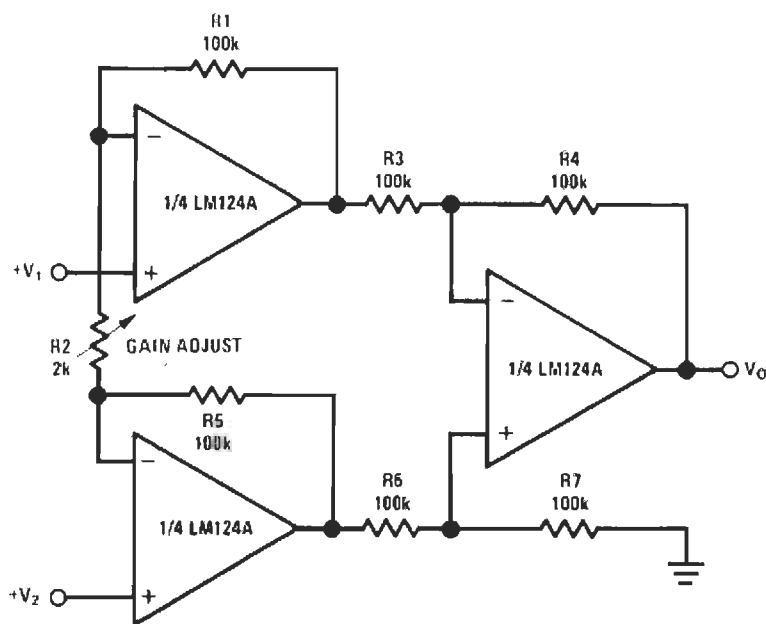 R1
100k
−
1/4 LM124A
+
+V1
R3
100k
R4
100k
R2
2k
GAIN ADJUST
−
1/4 LM124A
+
VO
R5
100k
−
1/4 LM124A
+
+V2
R6
100k
R7
100k